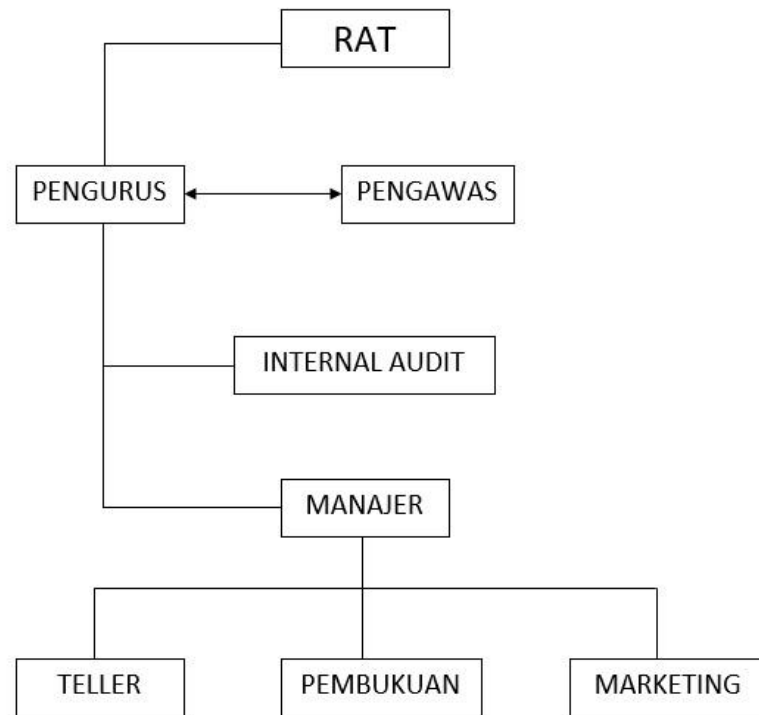 RAT
PENGURUS
PENGAWAS
INTERNAL AUDIT
MANAJER
TELLER
PEMBUKUAN
MARKETING